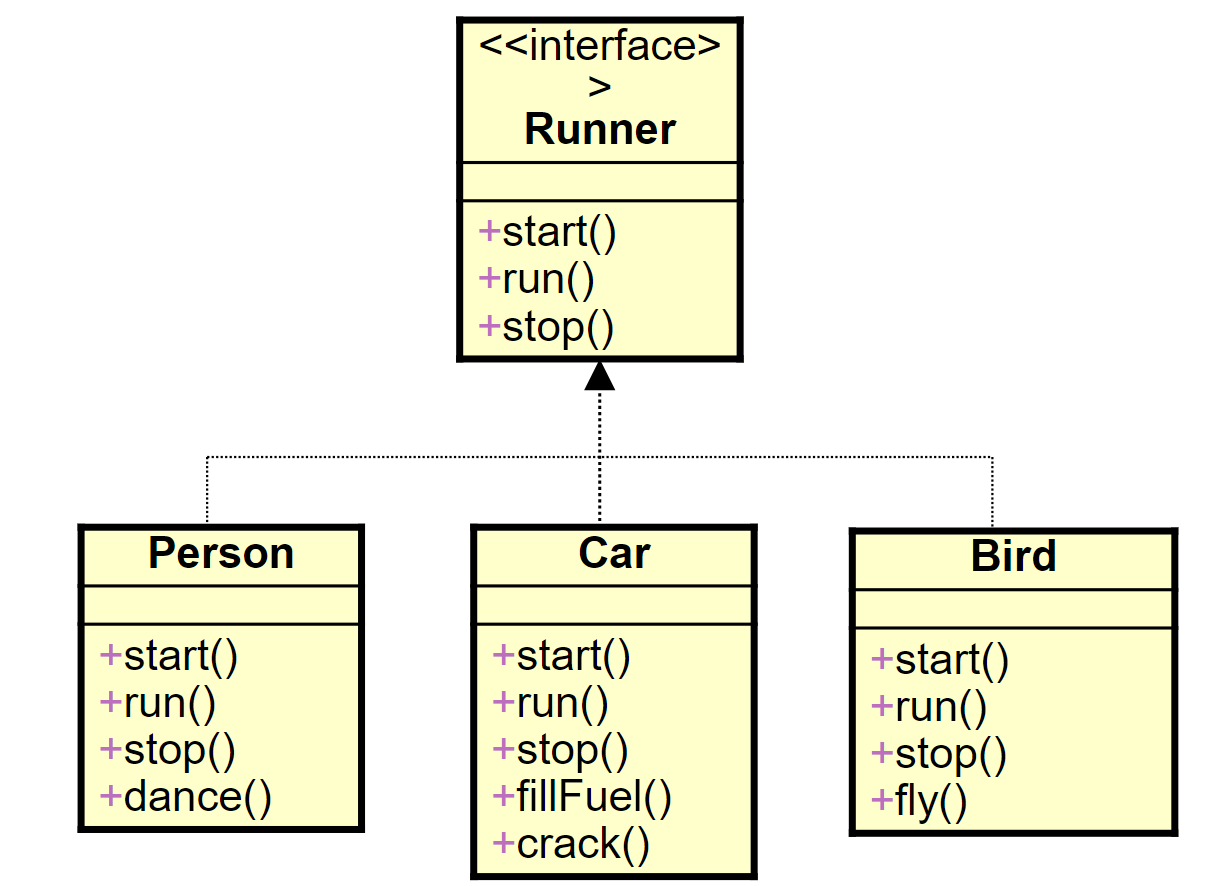 <<interface>
>
Runner
+start()
+run()
+stop()
Person
+start()
+run()
+stop()
+dance()
Car
+start()
+run()
+stop()
+fillFuel()
+crack()
Bird
+start()
+run()
+stop()
+fly()